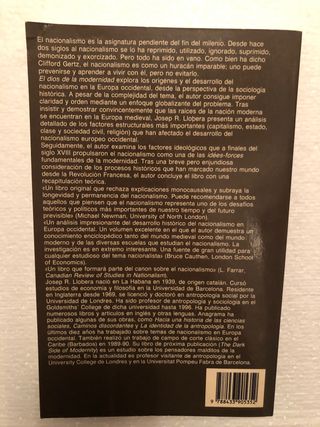 El nacionalismo es la asignatura pendiente del fin del milenio. Desde hace
dos siglos al nacionalismo se lo ha reprimido, utilizado, ignorado, suprimido,
demonizado y exorcizado. Pero todo ha sido en vano. Como bien ha dicho
Clifford Gertz, el nacionalismo es como un huracán imparable; uno puede
prevenirse y aprender a vivir con él, pero no evitarlo.
El dios de la modernidad explora los orígenes y el desarrollo del
nacionalismo en la Europa occidental, desde la perspectiva de la sociología
histórica. A pesar de la complejidad del tema, el autor consigue imponer
claridad y orden mediante un enfoque globalizante del problema. Tras
insistir y demostrar convincentemente que las raíces de la nación moderna
se encuentran en la Europa medieval, Josep R. Llobera presenta un análisis
detallado de los factores estructurales más importantes (capitalismo, estado,
clase y sociedad civil, religión) que han afectado el desarrollo del
nacionalismo europeo occidental.
Seguidamente, el autor examina los factores ideológicos que a finales del
siglo XVIII propulsaron el nacionalismo como una de las idées-forces
fundamentales de la modernidad. Tras una breve pero enjundiosa
consideración de los procesos históricos que han marcado nuestro mundo
desde la Revolución Francesa, el autor concluye el libro con una
recapitulación teórica.
«Un libro original que rechaza explicaciones monocausales y subraya la
longevidad y permanencia del nacionalismo. Puede recomendarse a todos
aquellos que piensen que el nacionalismo representa uno de los desafíos
teóricos y políticos más importantes de nuestro tiempo y del futuro
previsible» (Michael Newman, University of North London).
«Un análisis impresionante del desarrollo histórico del nacionalismo en
Europa occidental. Un volumen excelente en el que el autor demuestra un
conocimiento enciclopédico tanto del mundo medieval como del mundo
moderno y de las diversas escuelas que estudian el nacionalismo. La
investigación es en extremo interesante. Una fuente de gran utilidad para
cualquier estudioso del tema nacionalista» (Bruce Cauthen, London School
of Economics).
«Un libro que formará parte del canon sobre el nacionalismo» (L. Farrar,
Canadian Review of Studies in Nationalism).
Josep R. Llobera nació en La Habana en 1939, de origen catalán. Cursó
estudios de economía y filosofía en la Universidad de Barcelona. Residente
en Inglaterra desde 1969, se licenció y doctoró en antropología social por la
Universidad de Londres. Ha sido profesor de antropología y sociología en el
Goldsmiths' College de dicha universidad hasta 1996. Ha publicado
numerosos libros y artículos en inglés y otras lenguas. Anagrama ha
publicado algunas de sus obras, como Hacia una historia de las ciencias
sociales, Caminos discordantes y La identidad de la antropología. En los
últimos diez años ha trabajado sobre temas de nacionalismo en Europa
occidental. También realizó un trabajo de campo de corte clásico en el
Caribe (Barbados) en 1989-90. Su libro de próxima publicación (The Dark
Side of Modernity) es un estudio sobre los pensadores malditos de la
modernidad. En la actualidad es profesor visitante de antropología en el
University College de Londres y en la Universitat Pompeu Fabra de Barcelona.
9 788433 905352